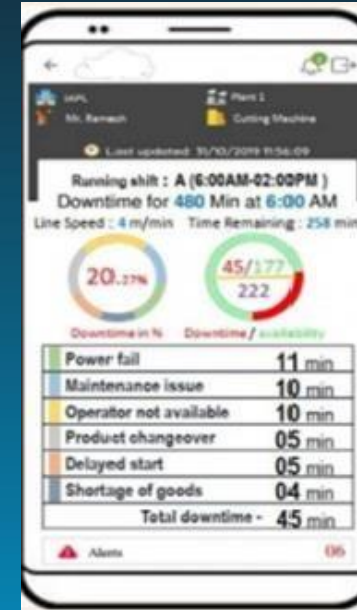 IAPL Plant 1
Mr. Ramesh Cutting Machine
Last updated: 31/10/2019 11:56:09
Running shift : A (6:00AM-02:00PM )
Downtime for 480 Min at 6:00 AM
Line Speed : 4 m/min Time Remaining : 258 min
20.27%
45/177
222
Downtime in % Downtime / availability
Power fail 11 min
Maintenance issue 10 min
Operator not available 10 min
Product changeover 05 min
Delayed start 05 min
Shortage of goods 04 min
Total downtime - 45 min
Alerts 06